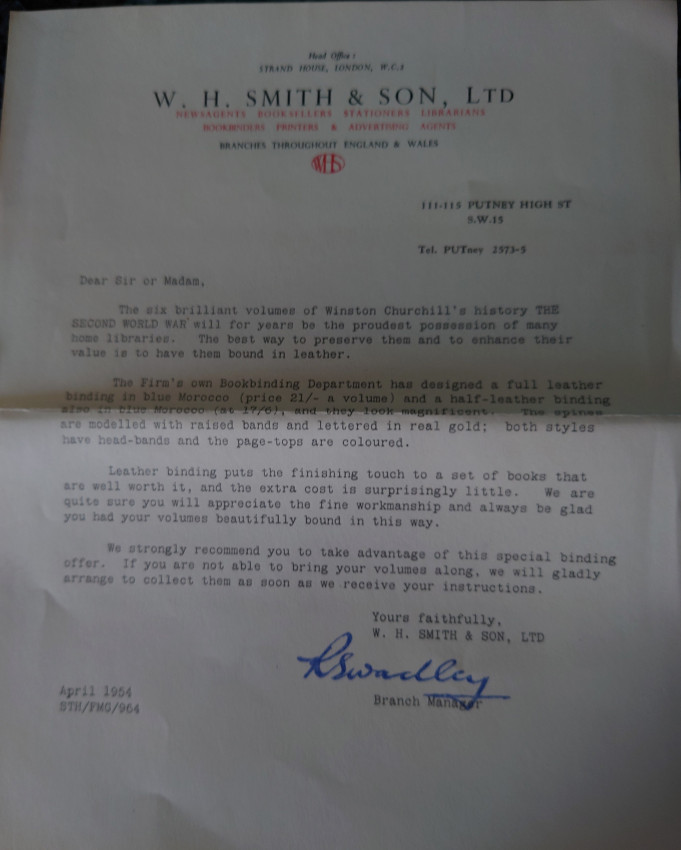 Head Office:
STRAND HOUSE, LONDON, W.C.2
W. H. SMITH & SON, LTD
NEWSAGENTS BOOKSELLERS STATIONERS LIBRARIANS
BOOKBINDERS PRINTERS & ADVERTISING AGENTS
BRANCHES THROUGHOUT ENGLAND & WALES
WHS
111-115 PUTNEY HIGH ST
S.W.15
Tel. PUTney 2573-5
Dear Sir or Madam,
The six brilliant volumes of Winston Churchill's history THE
SECOND WORLD WAR will for years be the proudest possession of many
home libraries. The best way to preserve them and to enhance their
value is to have them bound in leather.
The Firm's own Bookbinding Department has designed a full leather
binding in blue Morocco (price 21/- a volume) and a half-leather binding
also in blue Morocco (at 17/6), and they look magnificent. The spines
are modelled with raised bands and lettered in real gold; both styles
have head-bands and the page-tops are coloured.
Leather binding puts the finishing touch to a set of books that
are well worth it, and the extra cost is surprisingly little. We are
quite sure you will appreciate the fine workmanship and always be glad
you had your volumes beautifully bound in this way.
We strongly recommend you to take advantage of this special binding
offer. If you are not able to bring your volumes along, we will gladly
arrange to collect them as soon as we receive your instructions.
Yours faithfully,
W. H. SMITH & SON, LTD
RSwadley
Branch Manager
April 1954
STH/PMG/964